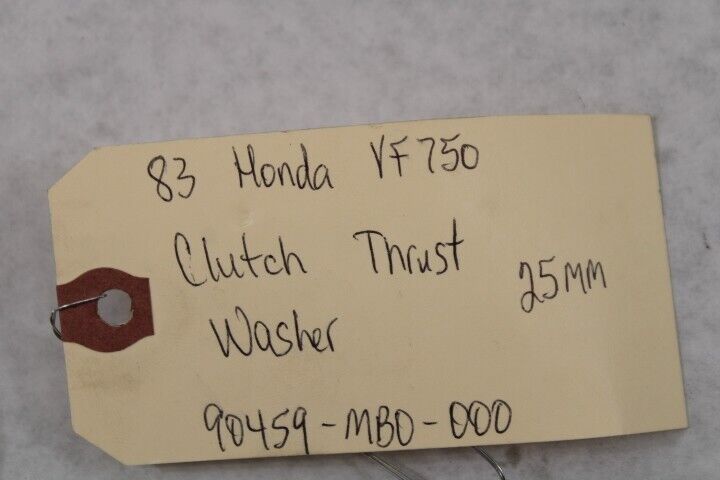 83 Honda VF750
Clutch Thrust
25MM
Washer
90459-MB0-000